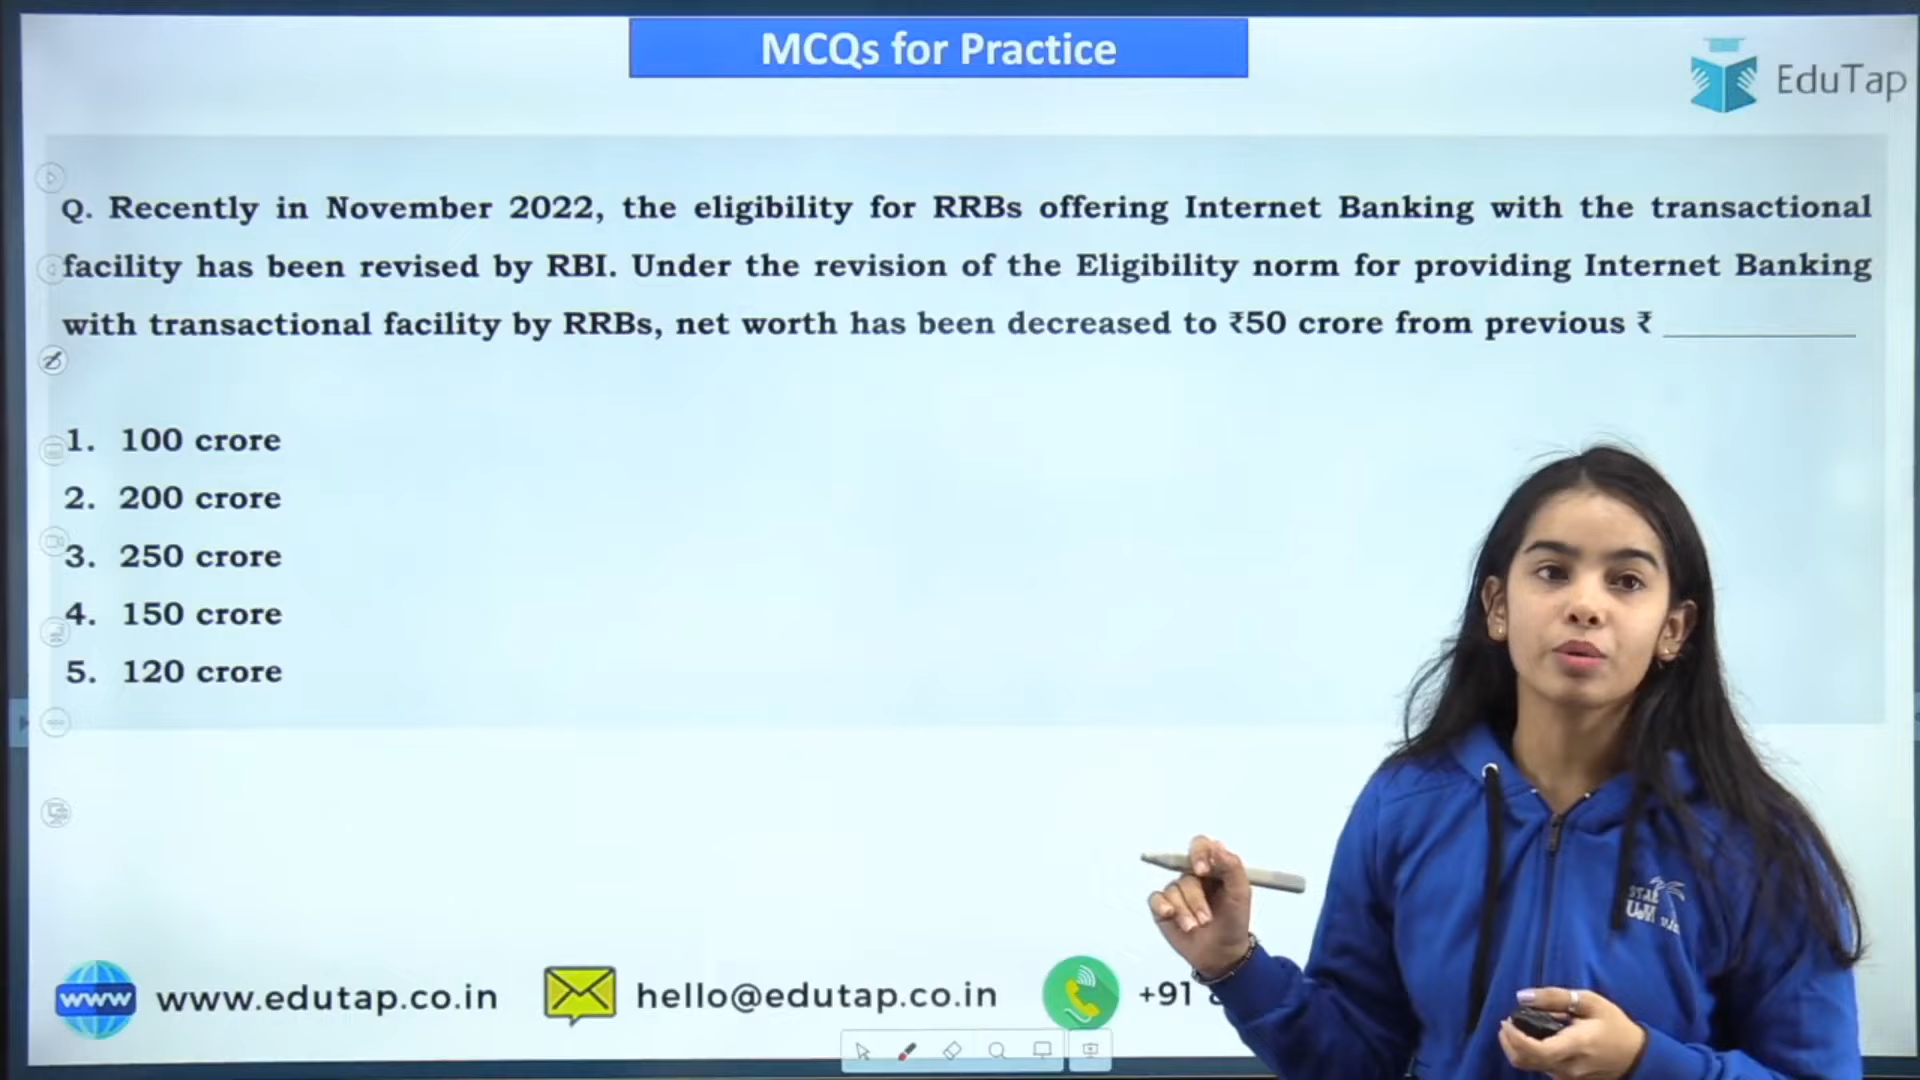 MCQs for Practice
EduTap
Q. Recently in November 2022, the eligibility for RRBs offering Internet Banking with the transactional
facility has been revised by RBI. Under the revision of the Eligibility norm for providing Internet Banking
with transactional facility by RRBs, net worth has been decreased to ₹50 crore from previous ₹ ____________
1. 100 crore
2. 200 crore
3. 250 crore
4. 150 crore
5. 120 crore
STAR
www www.edutap.co.in hello@edutap.co.in +91